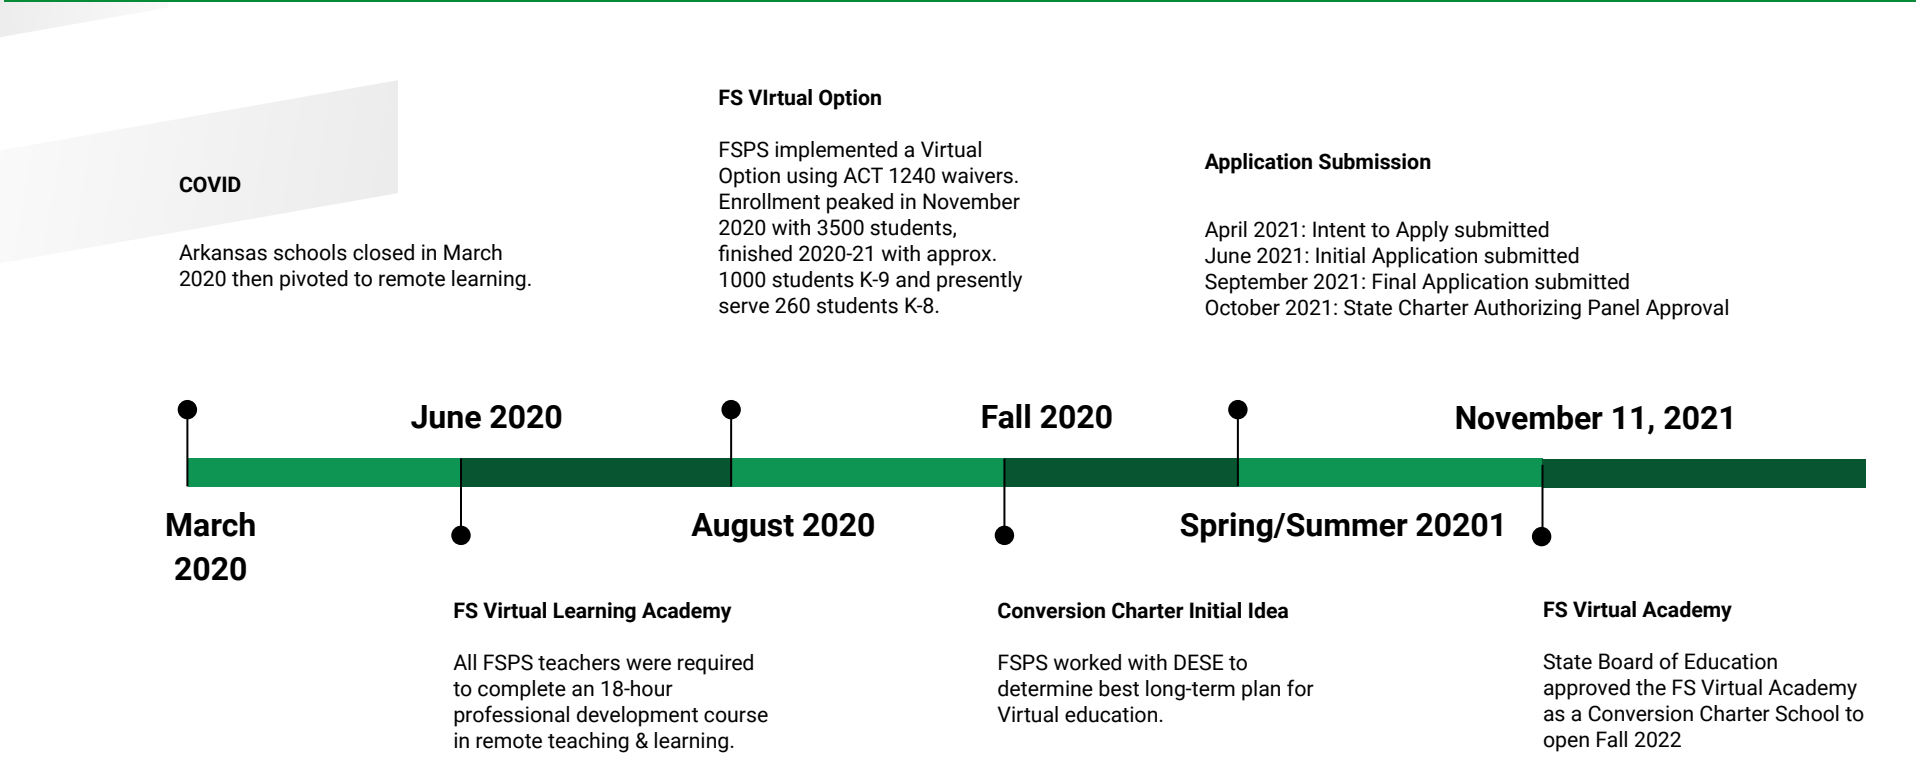 COVID
Arkansas schools closed in March
2020 then pivoted to remote learning.
FS VIrtual Option
FSPS implemented a Virtual
Option using ACT 1240 waivers.
Enrollment peaked in November
2020 with 3500 students,
finished 2020-21 with approx.
1000 students K-9 and presently
serve 260 students K-8.
Application Submission
April 2021: Intent to Apply submitted
June 2021: Initial Application submitted
September 2021: Final Application submitted
October 2021: State Charter Authorizing Panel Approval
June 2020
Fall 2020
November 11, 2021
March
2020
August 2020
Spring/Summer 20201
FS Virtual Learning Academy
All FSPS teachers were required
to complete an 18-hour
professional development course
in remote teaching & learning.
Conversion Charter Initial Idea
FSPS worked with DESE to
determine best long-term plan for
Virtual education.
FS Virtual Academy
State Board of Education
approved the FS Virtual Academy
as a Conversion Charter School to
open Fall 2022